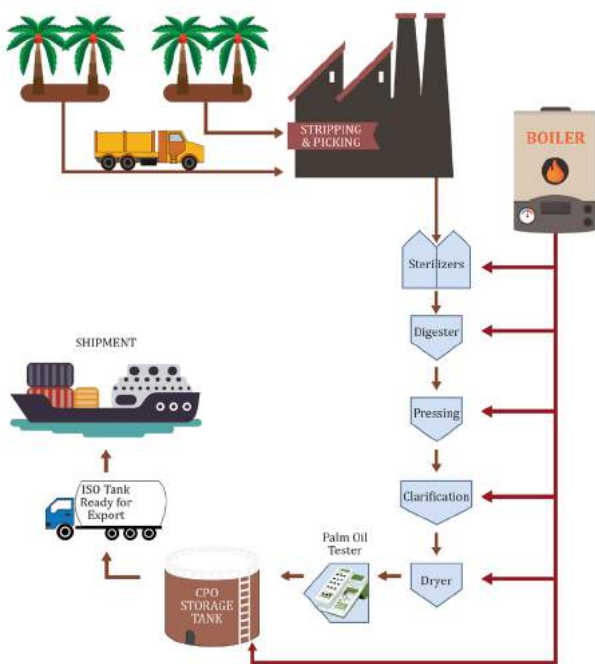 STRIPPING
& PICKING
BOILER
Sterilizers
Digester
SHIPMENT
Pressing
ISO Tank
Ready for
Export
Clarification
Palm Oil
Tester
Dryer
CPO
STORAGE
TANK